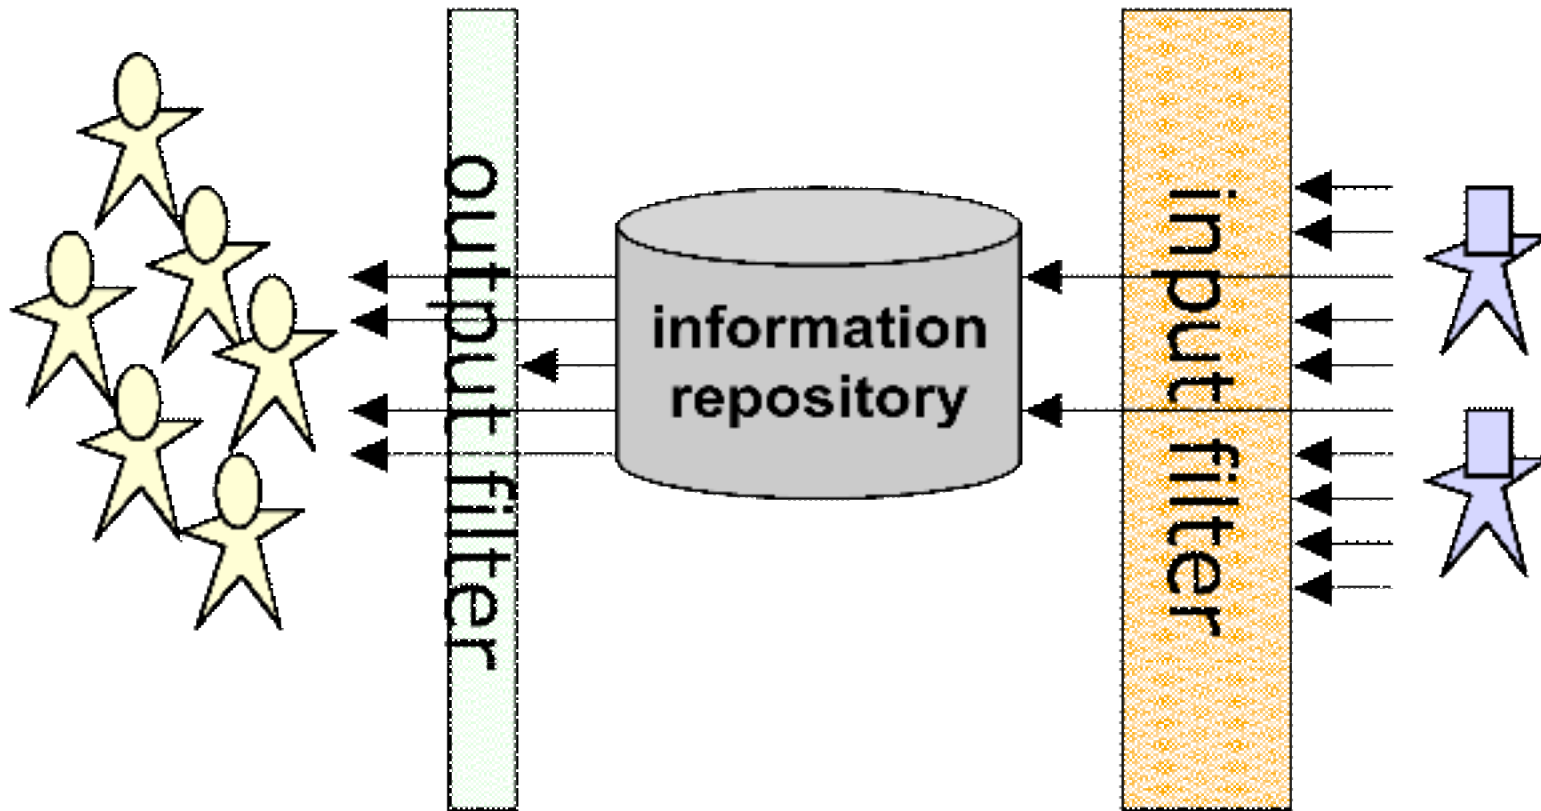 output filter
information
repository
input filter